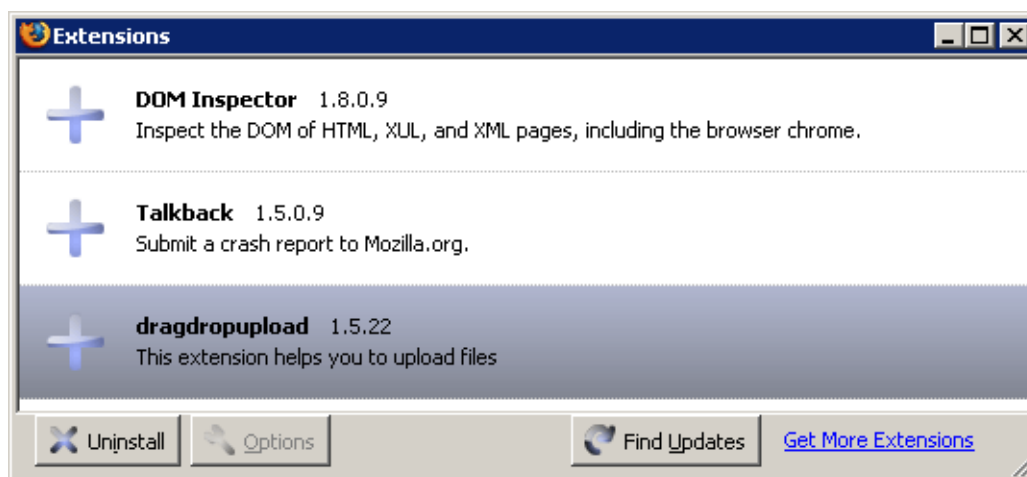 Extensions
DOM Inspector 1.8.0.9
Inspect the DOM of HTML, XUL, and XML pages, including the browser chrome.
Talkback 1.5.0.9
Submit a crash report to Mozilla.org.
dragdropupload 1.5.22
This extension helps you to upload files
Uninstall Options Find Updates Get More Extensions